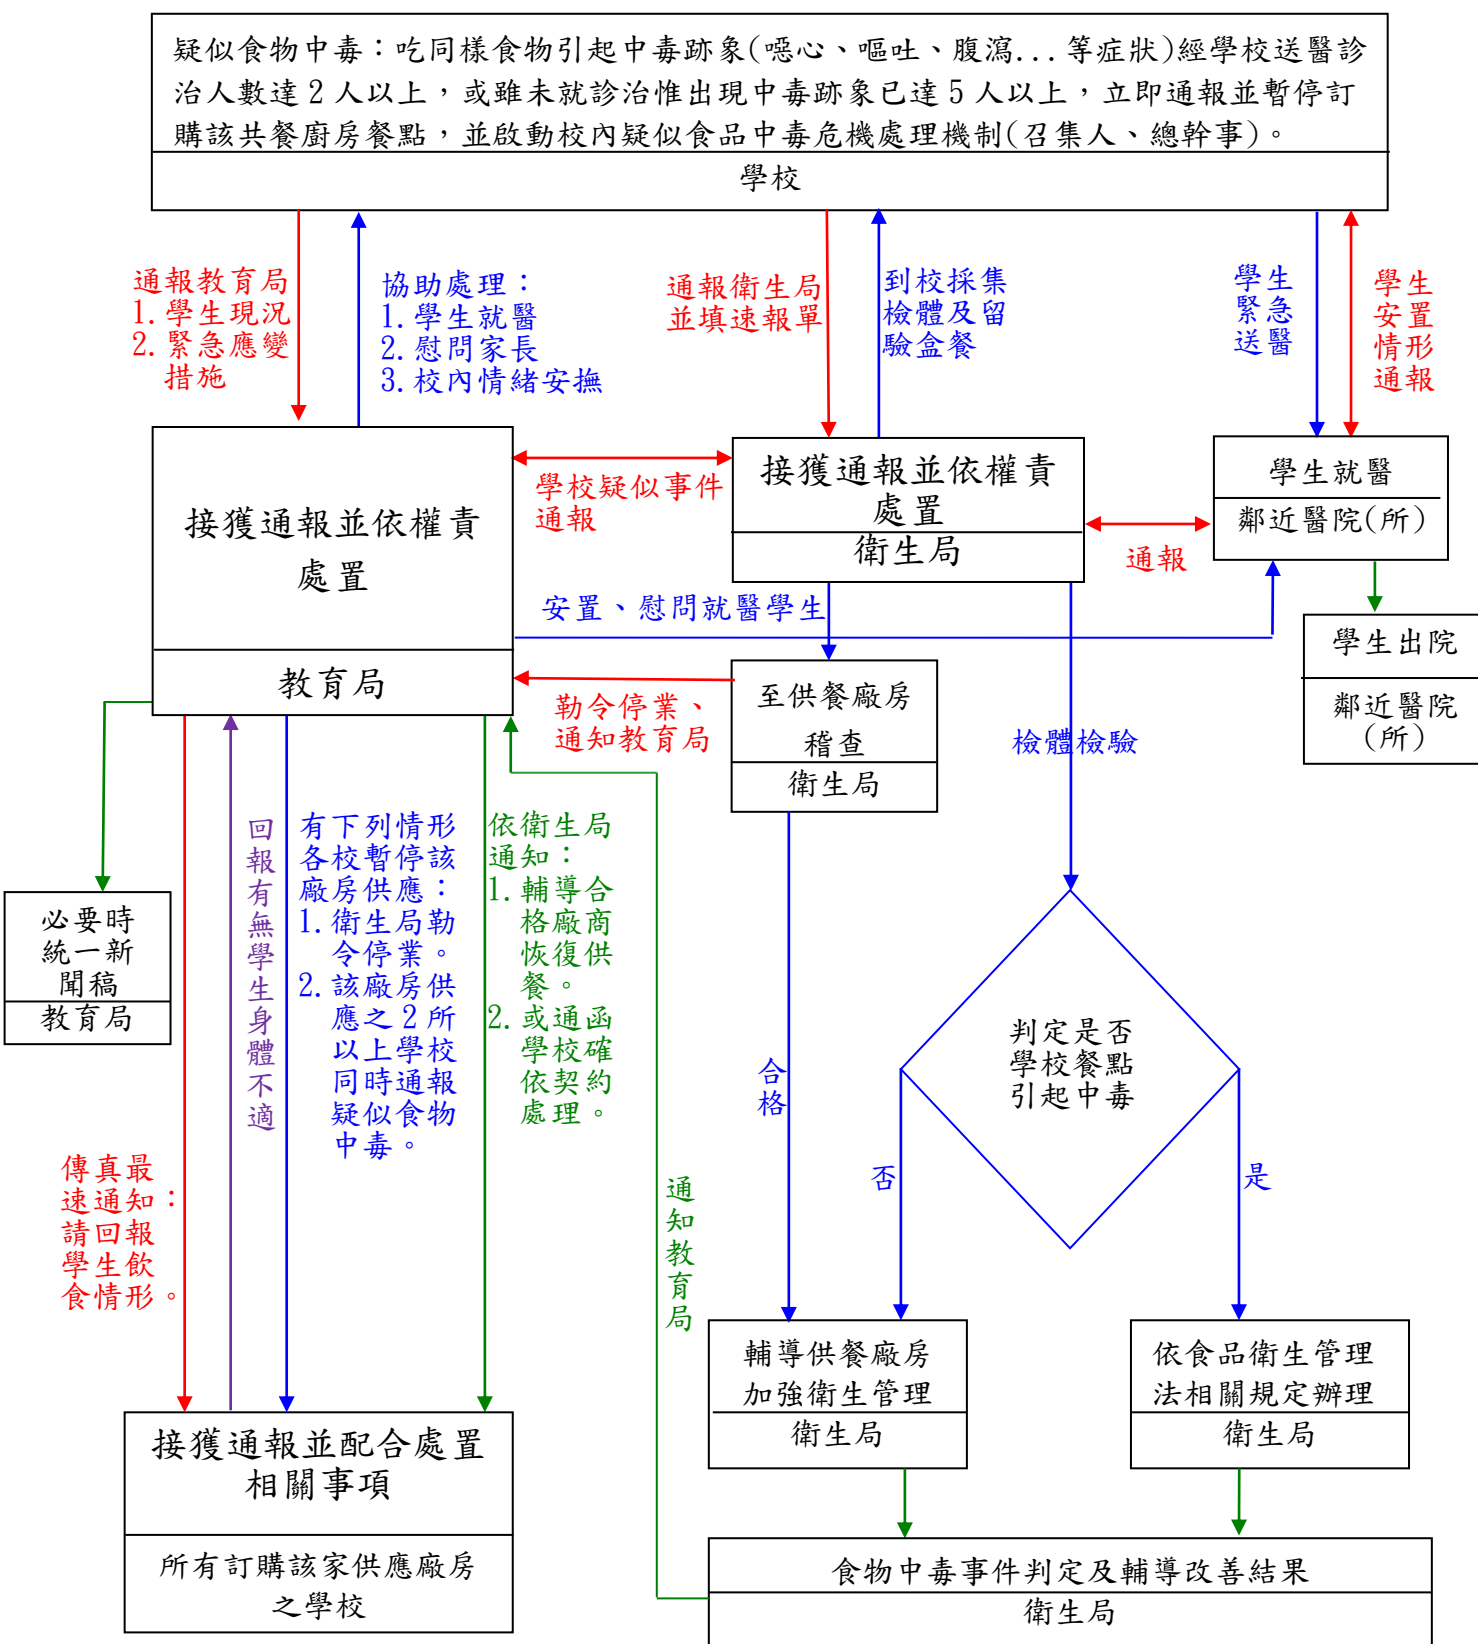 疑似食物中毒：吃同樣食物引起中毒跡象(噁心、嘔吐、腹瀉...等症狀)經學校送醫診
治人數達2人以上，或雖未就診治惟出現中毒跡象已達5人以上，立即通報並暫停訂
購該共餐廚房餐點，並啟動校內疑似食品中毒危機處理機制(召集人、總幹事)。
學校
通報教育局
1.學生現況
2.緊急應變
措施
協助處理：
1.學生就醫
2.慰問家長
3.校內情緒安撫
通報衛生局
並填速報單
到校採集
檢體及留
驗盒餐
學生
緊急
送醫
學生
安置
情形
通報
接獲通報並依權責
處置
教育局
學校疑似事件
通報
接獲通報並依權責
處置
衛生局
通報
學生就醫
鄰近醫院(所)
安置、慰問就醫學生
學生出院
鄰近醫院
(所)
勒令停業、
通知教育局
至供餐廠房
稽查
衛生局
檢體檢驗
必要時
統一新
聞稿
教育局
回報有無學生身體不適
有下列情形
各校暫停該
廠房供應：
1.衛生局勒
令停業。
2.該廠房供
應之2所
以上學校
同時通報
疑似食物
中毒。
依衛生局
通知：
1.輔導合
格廠商
恢復供
餐。
2.或通函
學校確
依契約
處理。
合格
判定是否
學校餐點
引起中毒
否
是
傳真最
速通知：
請回報
學生飲
食情形。
通知教育局
輔導供餐廠房
加強衛生管理
衛生局
依食品衛生管理
法相關規定辦理
衛生局
接獲通報並配合處置
相關事項
所有訂購該家供應廠房
之學校
食物中毒事件判定及輔導改善結果
衛生局